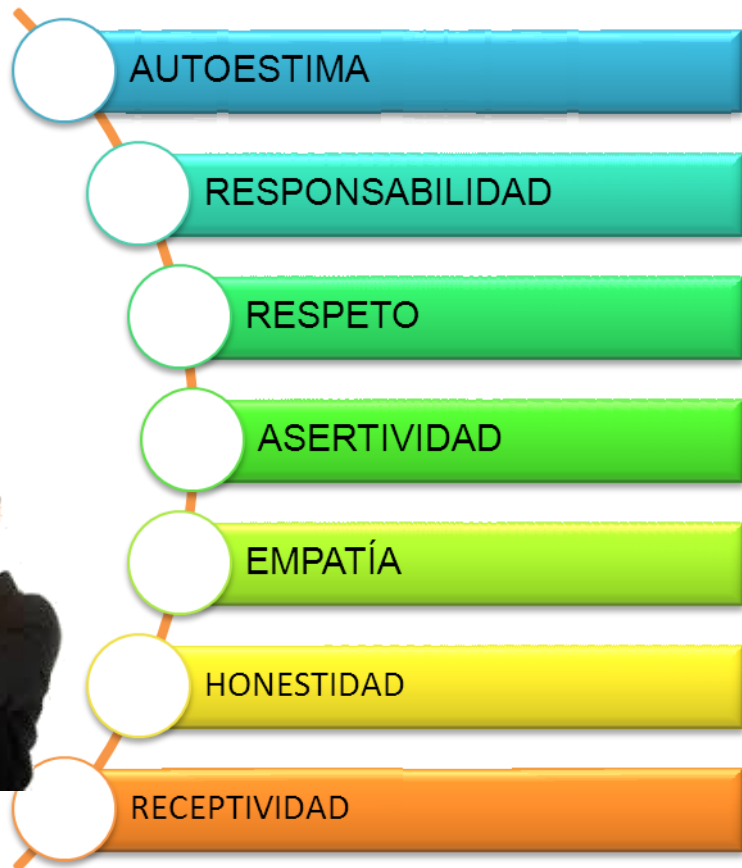 AUTOESTIMA
RESPONSABILIDAD
RESPETO
ASERTIVIDAD
EMPATÍA
HONESTIDAD
RECEPTIVIDAD